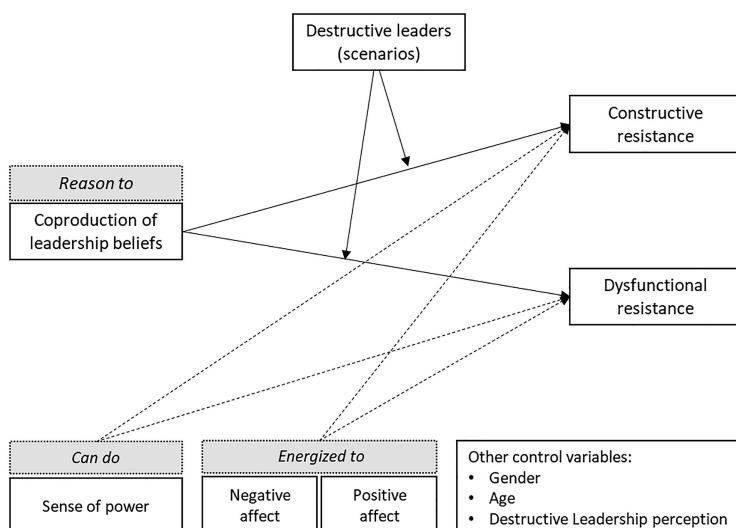 Destructive leaders
(scenarios)
Constructive
resistance
Reason to
Coproduction of
leadership beliefs
Dysfunctional
resistance
Can do
Sense of power
Energized to
Negative
affect
Positive
affect
Other control variables:
• Gender
• Age
• Destructive Leadership perception